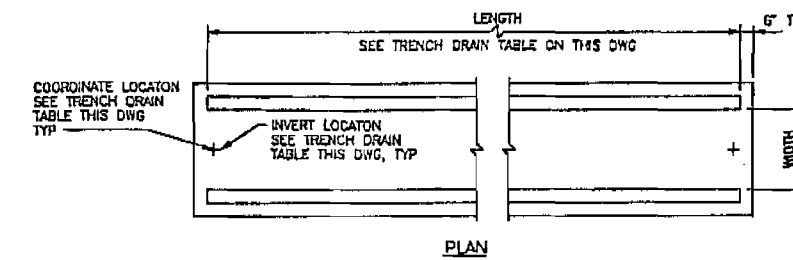 LENGTH
6" T
SEE TRENCH DRAIN TABLE ON THIS DWG
COORDINATE LOCATON
SEE TRENCH DRAIN
TABLE THIS DWG
TYP
INVERT LOCATON
SEE TRENCH DRAIN
TABLE THIS DWG, TYP
WIDTH
PLAN